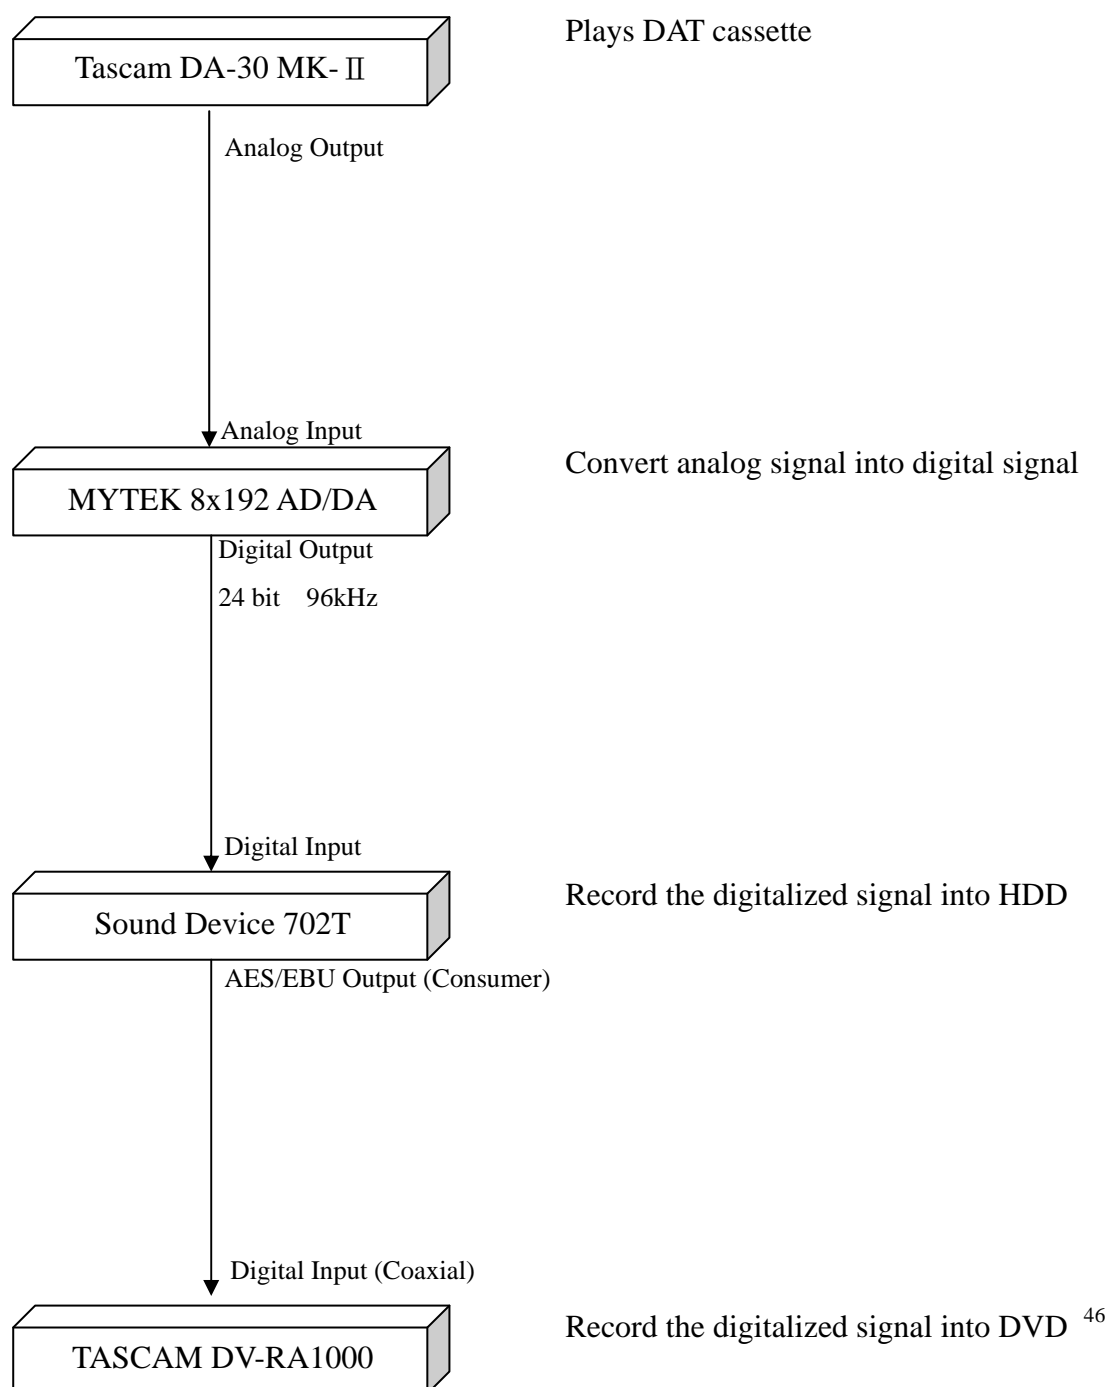 Plays DAT cassette
Tascam DA-30 MK-Ⅱ
Analog Output
Analog Input
Convert analog signal into digital signal
MYTEK 8x192 AD/DA
Digital Output
24 bit 96kHz
Digital Input
Record the digitalized signal into HDD
Sound Device 702T
AES/EBU Output (Consumer)
Digital Input (Coaxial)
Record the digitalized signal into DVD 46
TASCAM DV-RA1000